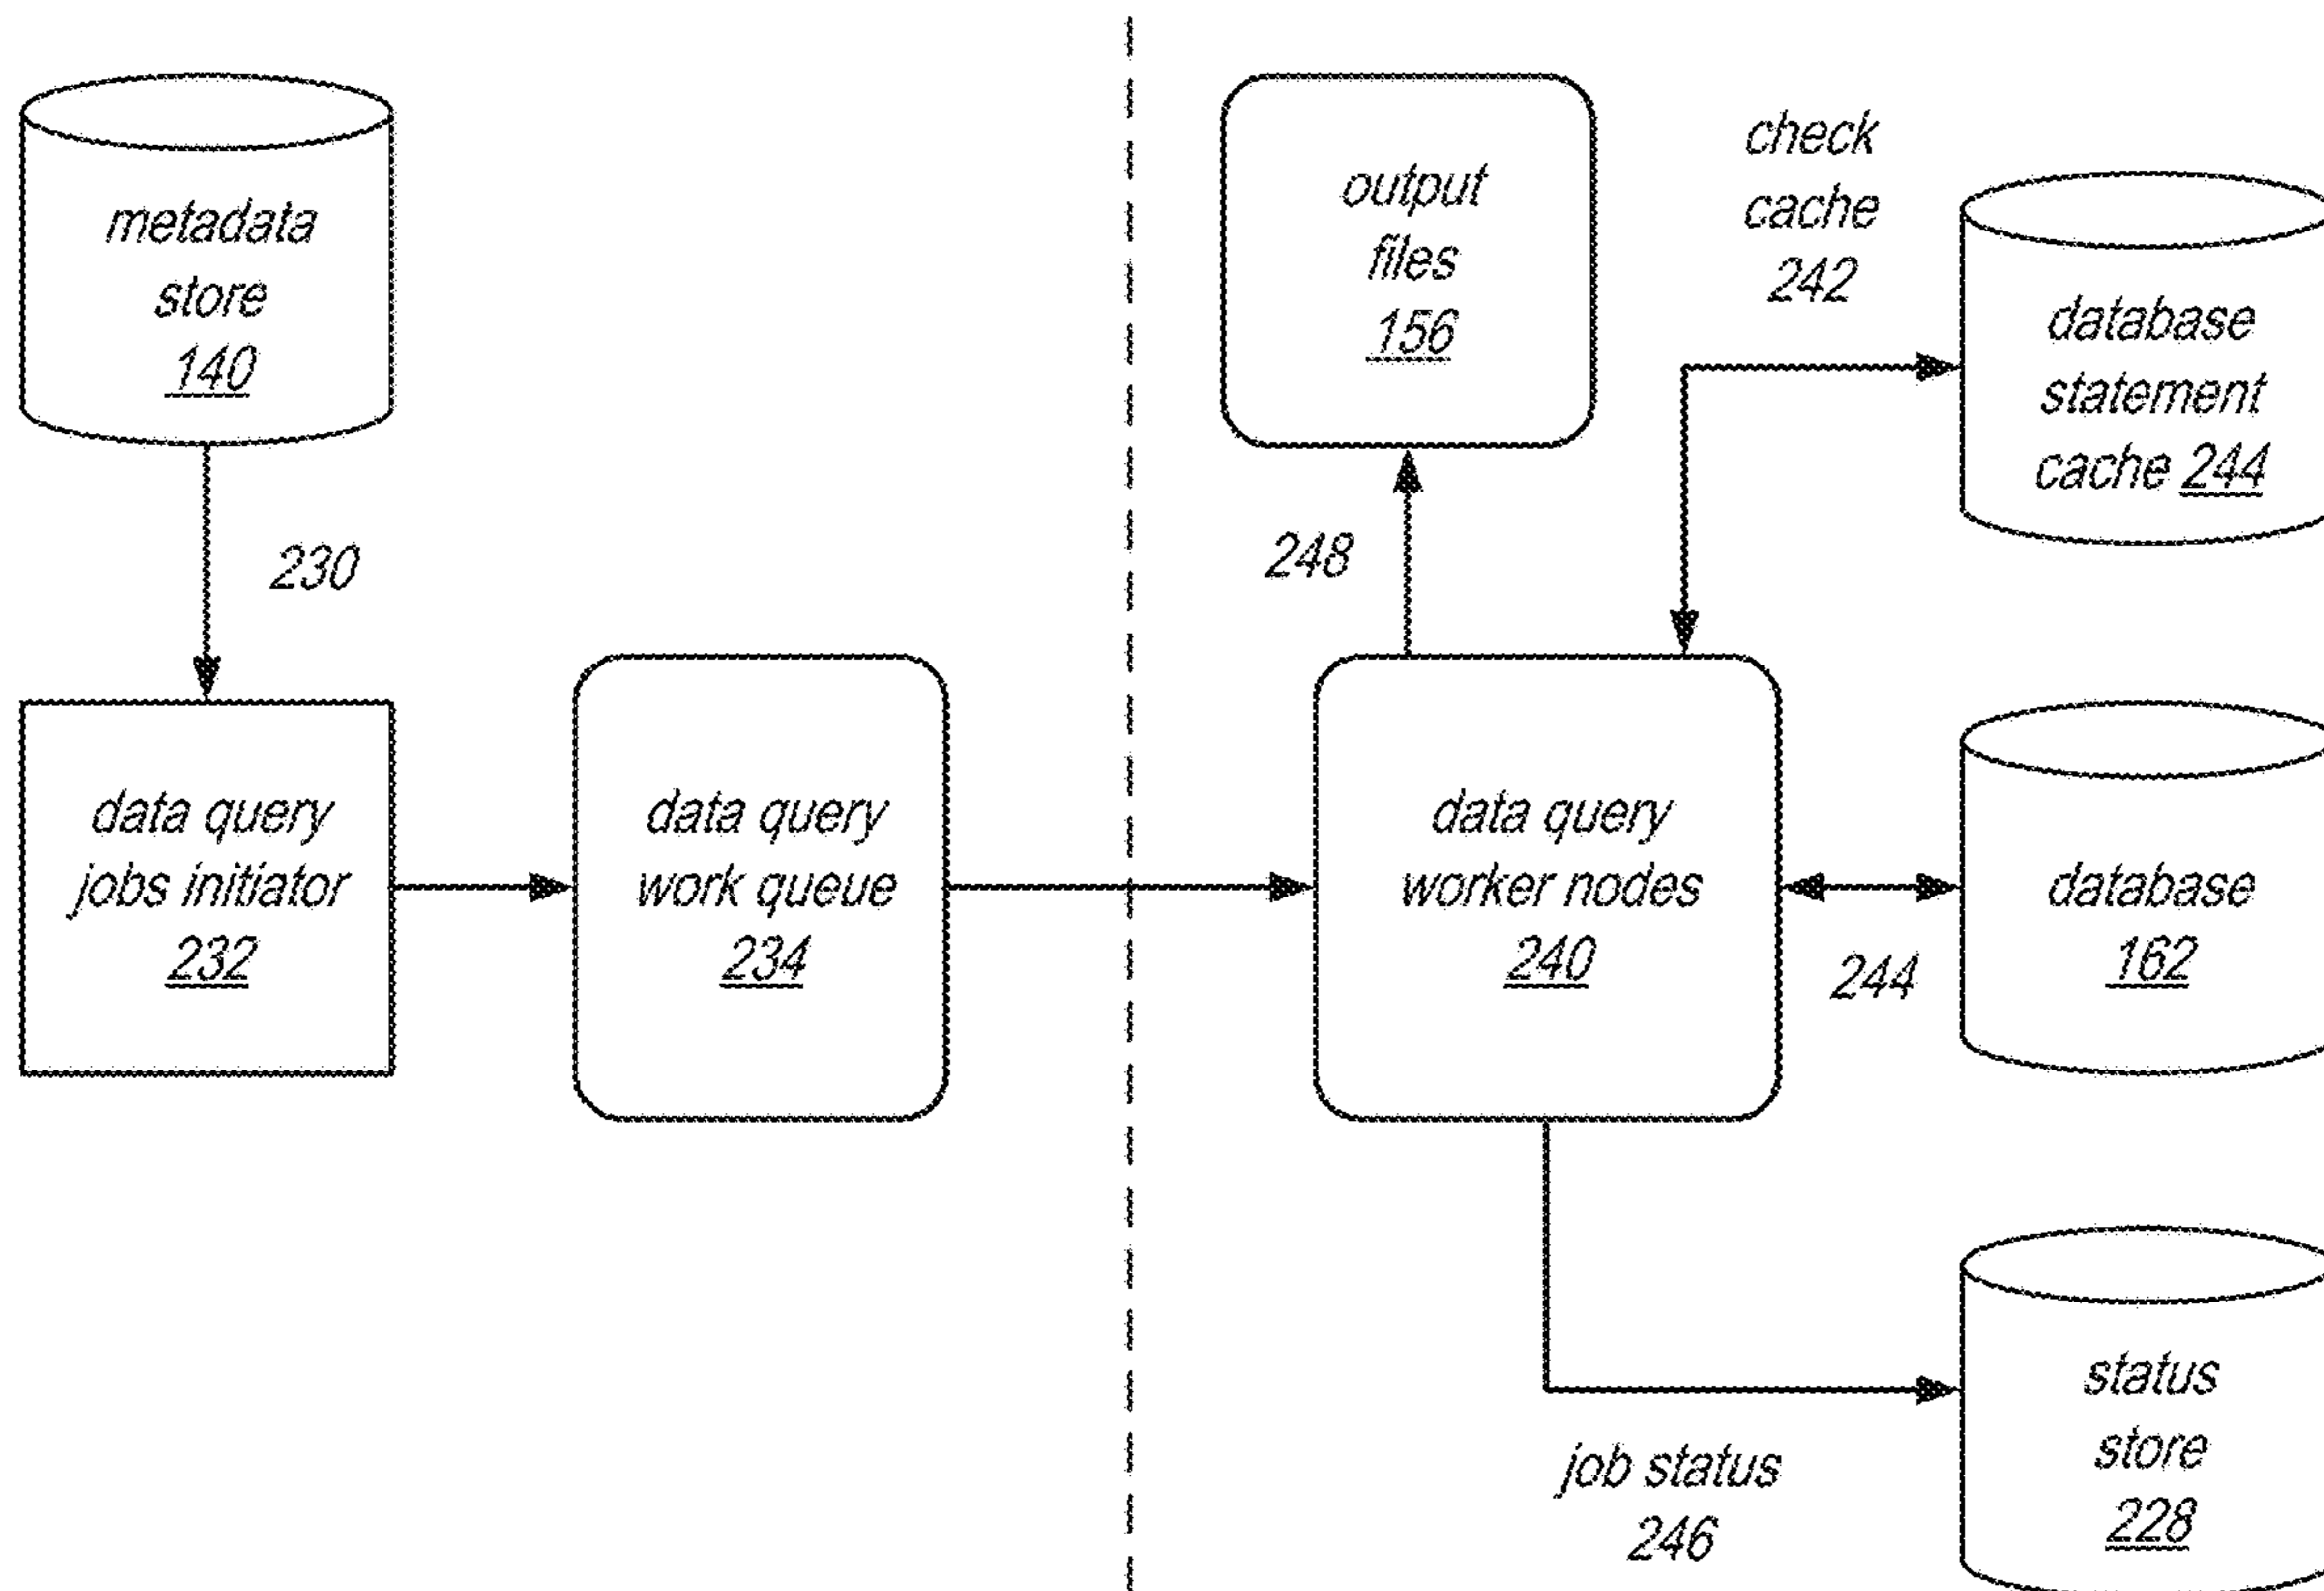 metadata
store
140
230
data query
jobs initiator
232
data query
work queue
234
output
files
156
248
check
cache
242
database
statement
cache 244
data query
worker nodes
240
244
database
162
job status
246
status
store
228